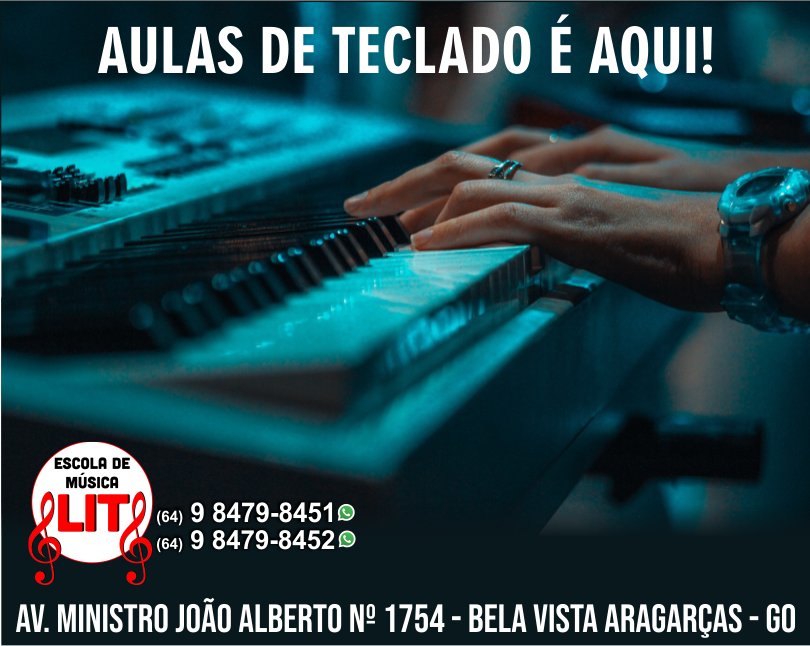 AULAS DE TECLADO É AQUI!
ESCOLA DE
MÚSICA
LIT
(64) 9 8479-8451
(64) 9 8479-8452
AV. MINISTRO JOÃO ALBERTO Nº 1754 - BELA VISTA ARAGARÇAS - GO